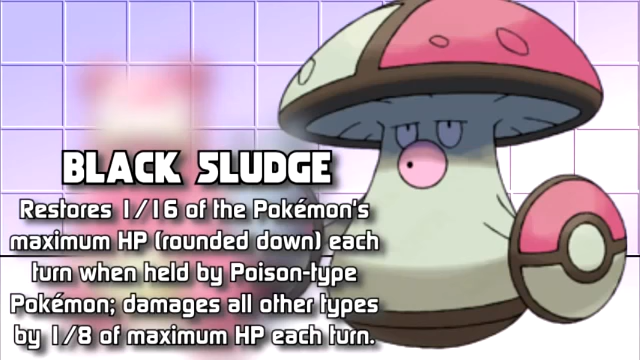 BLACK SLUDGE
Restores 1/16 of the Pokémon's
maximum HP (rounded down) each
turn when held by Poison-type
Pokémon; damages all other types
by 1/8 of maximum HP each turn.